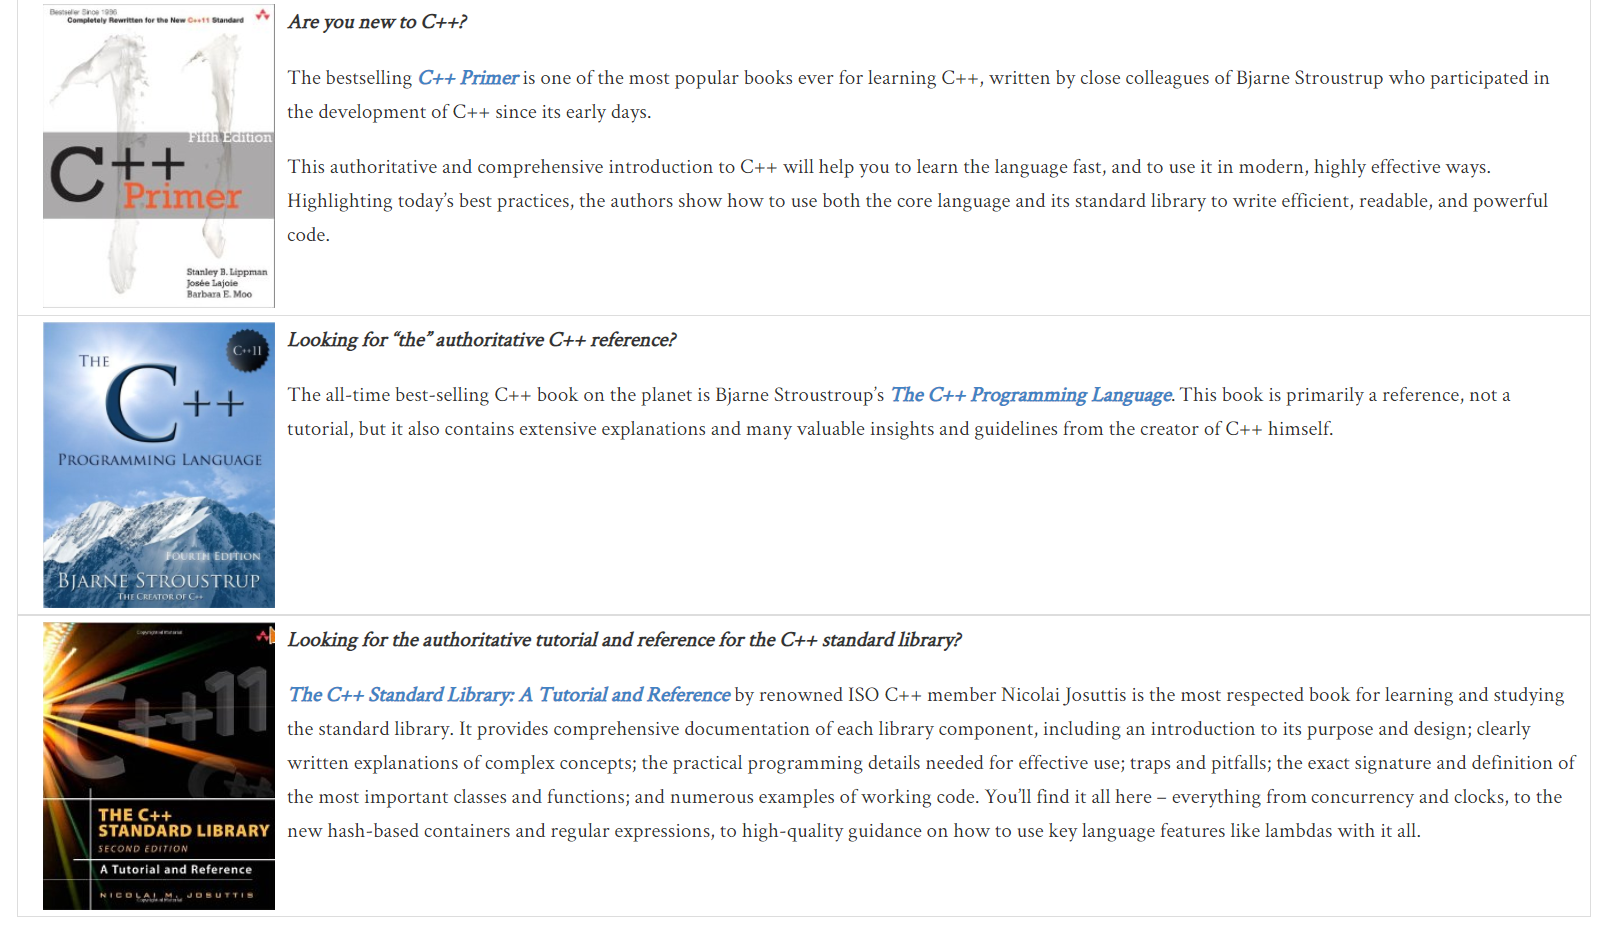 Bestseller Since 1986
Completely Rewritten for the New C++11 Standard
Fifth Edition
C++
Primer
Stanley B. Lippman
Josée Lajoie
Barbara E. Moo
Are you new to C++?
The bestselling C++ Primer is one of the most popular books ever for learning C++, written by close colleagues of Bjarne Stroustrup who participated in
the development of C++ since its early days.
This authoritative and comprehensive introduction to C++ will help you to learn the language fast, and to use it in modern, highly effective ways.
Highlighting today’s best practices, the authors show how to use both the core language and its standard library to write efficient, readable, and powerful
code.
C++11
THE
C++
PROGRAMMING LANGUAGE
FOURTH EDITION
BJARNE STROUSTRUP
THE CREATOR OF C++
Looking for “the” authoritative C++ reference?
The all-time best-selling C++ book on the planet is Bjarne Stroustroup’s The C++ Programming Language. This book is primarily a reference, not a
tutorial, but it also contains extensive explanations and many valuable insights and guidelines from the creator of C++ himself.
Copyrighted Material
C++11
C++
THE C++
STANDARD LIBRARY
SECOND EDITION
A Tutorial and Reference
NICOLAI M. JOSUTTIS
Copyrighted Material
Looking for the authoritative tutorial and reference for the C++ standard library?
The C++ Standard Library: A Tutorial and Reference by renowned ISO C++ member Nicolai Josuttis is the most respected book for learning and studying
the standard library. It provides comprehensive documentation of each library component, including an introduction to its purpose and design; clearly
written explanations of complex concepts; the practical programming details needed for effective use; traps and pitfalls; the exact signature and definition of
the most important classes and functions; and numerous examples of working code. You’ll find it all here – everything from concurrency and clocks, to the
new hash-based containers and regular expressions, to high-quality guidance on how to use key language features like lambdas with it all.